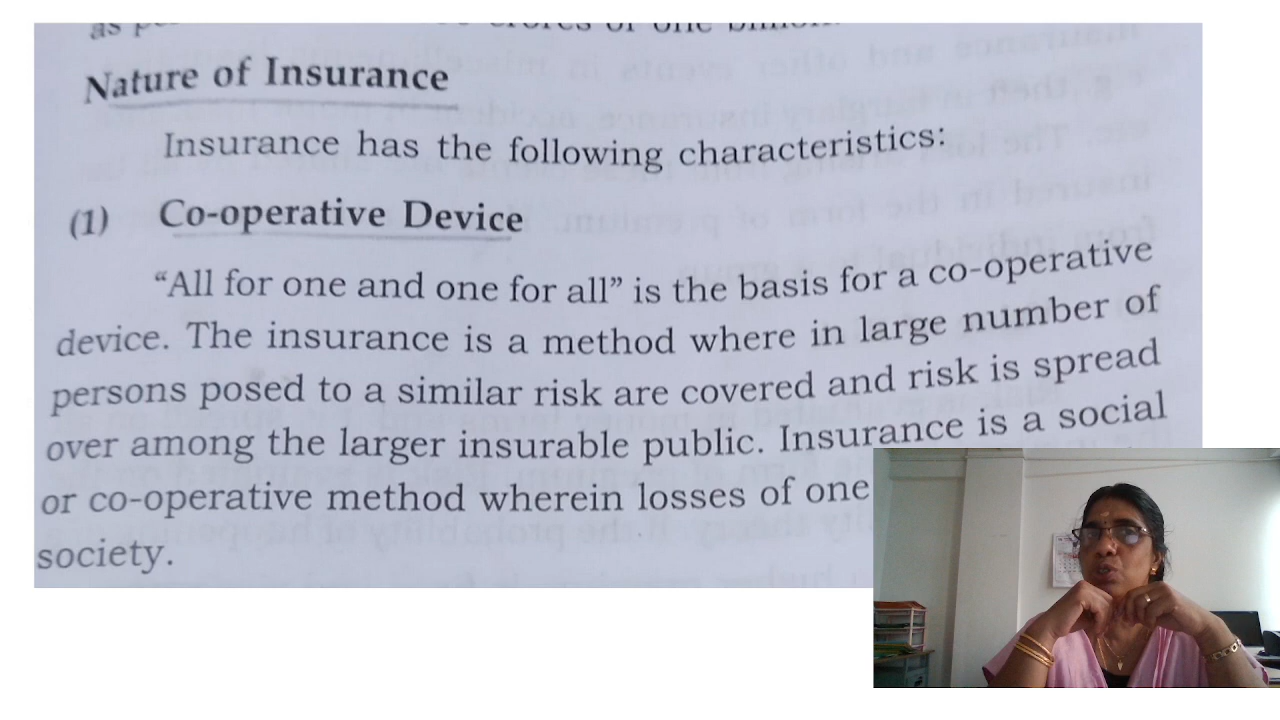 Nature of Insurance
Insurance has the following characteristics:
(1) Co-operative Device
“All for one and one for all” is the basis for a co-operative
device. The insurance is a method where in large number of
persons posed to a similar risk are covered and risk is spread
over among the larger insurable public. Insurance is a social
or co-operative method wherein losses of one
society.